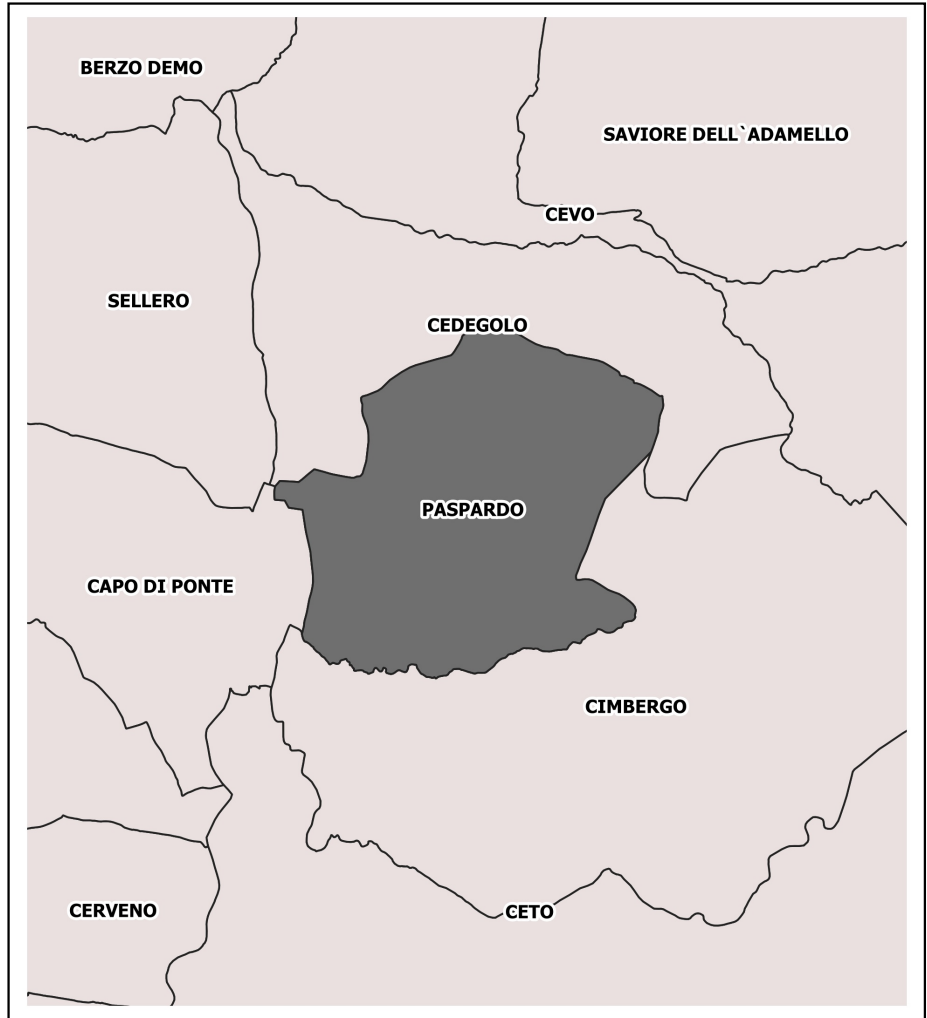 BERZO DEMO
SAVIORE DELL`ADAMELLO
CEVO
SELLERO
CEDEGOLO
PASPARDO
CAPO DI PONTE
CIMBERGO
CERVENO
CETO